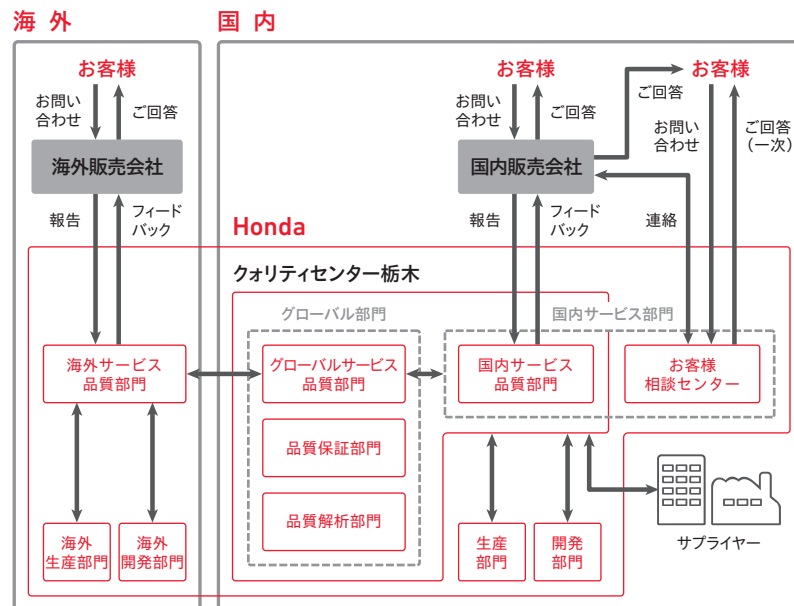 海外
国内
お客様
お客様
お客様
お問い
合わせ
ご回答
お問い
合わせ
ご回答
ご回答
お問い
合わせ
ご回答
（一次）
海外販売会社
国内販売会社
報告
フィード
バック
報告
フィード
バック
連絡
Honda
クォリティセンター栃木
グローバル部門
国内サービス部門
海外サービス
品質部門
グローバルサービス
品質部門
国内サービス
品質部門
お客様
相談センター
品質保証部門
品質解析部門
海外
生産部門
海外
開発部門
生産
部門
開発
部門
サプライヤー